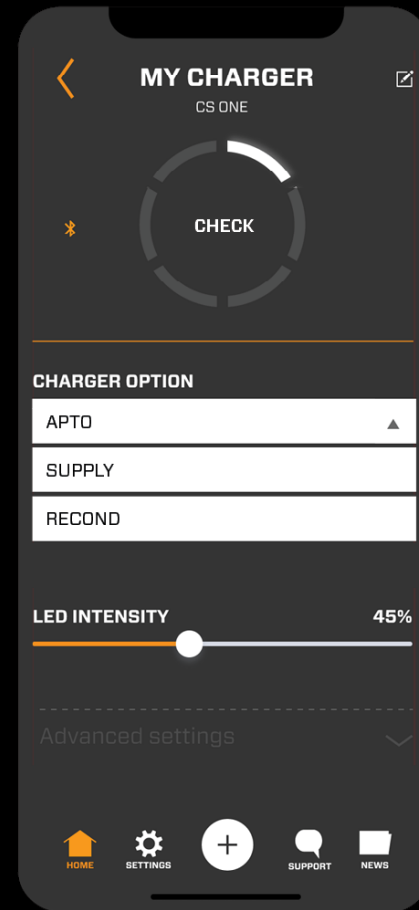 MY CHARGER
CS ONE
CHECK
CHARGER OPTION
APTO
SUPPLY
RECOND
LED INTENSITY 45%
Advanced settings
HOME SETTINGS + SUPPORT NEWS